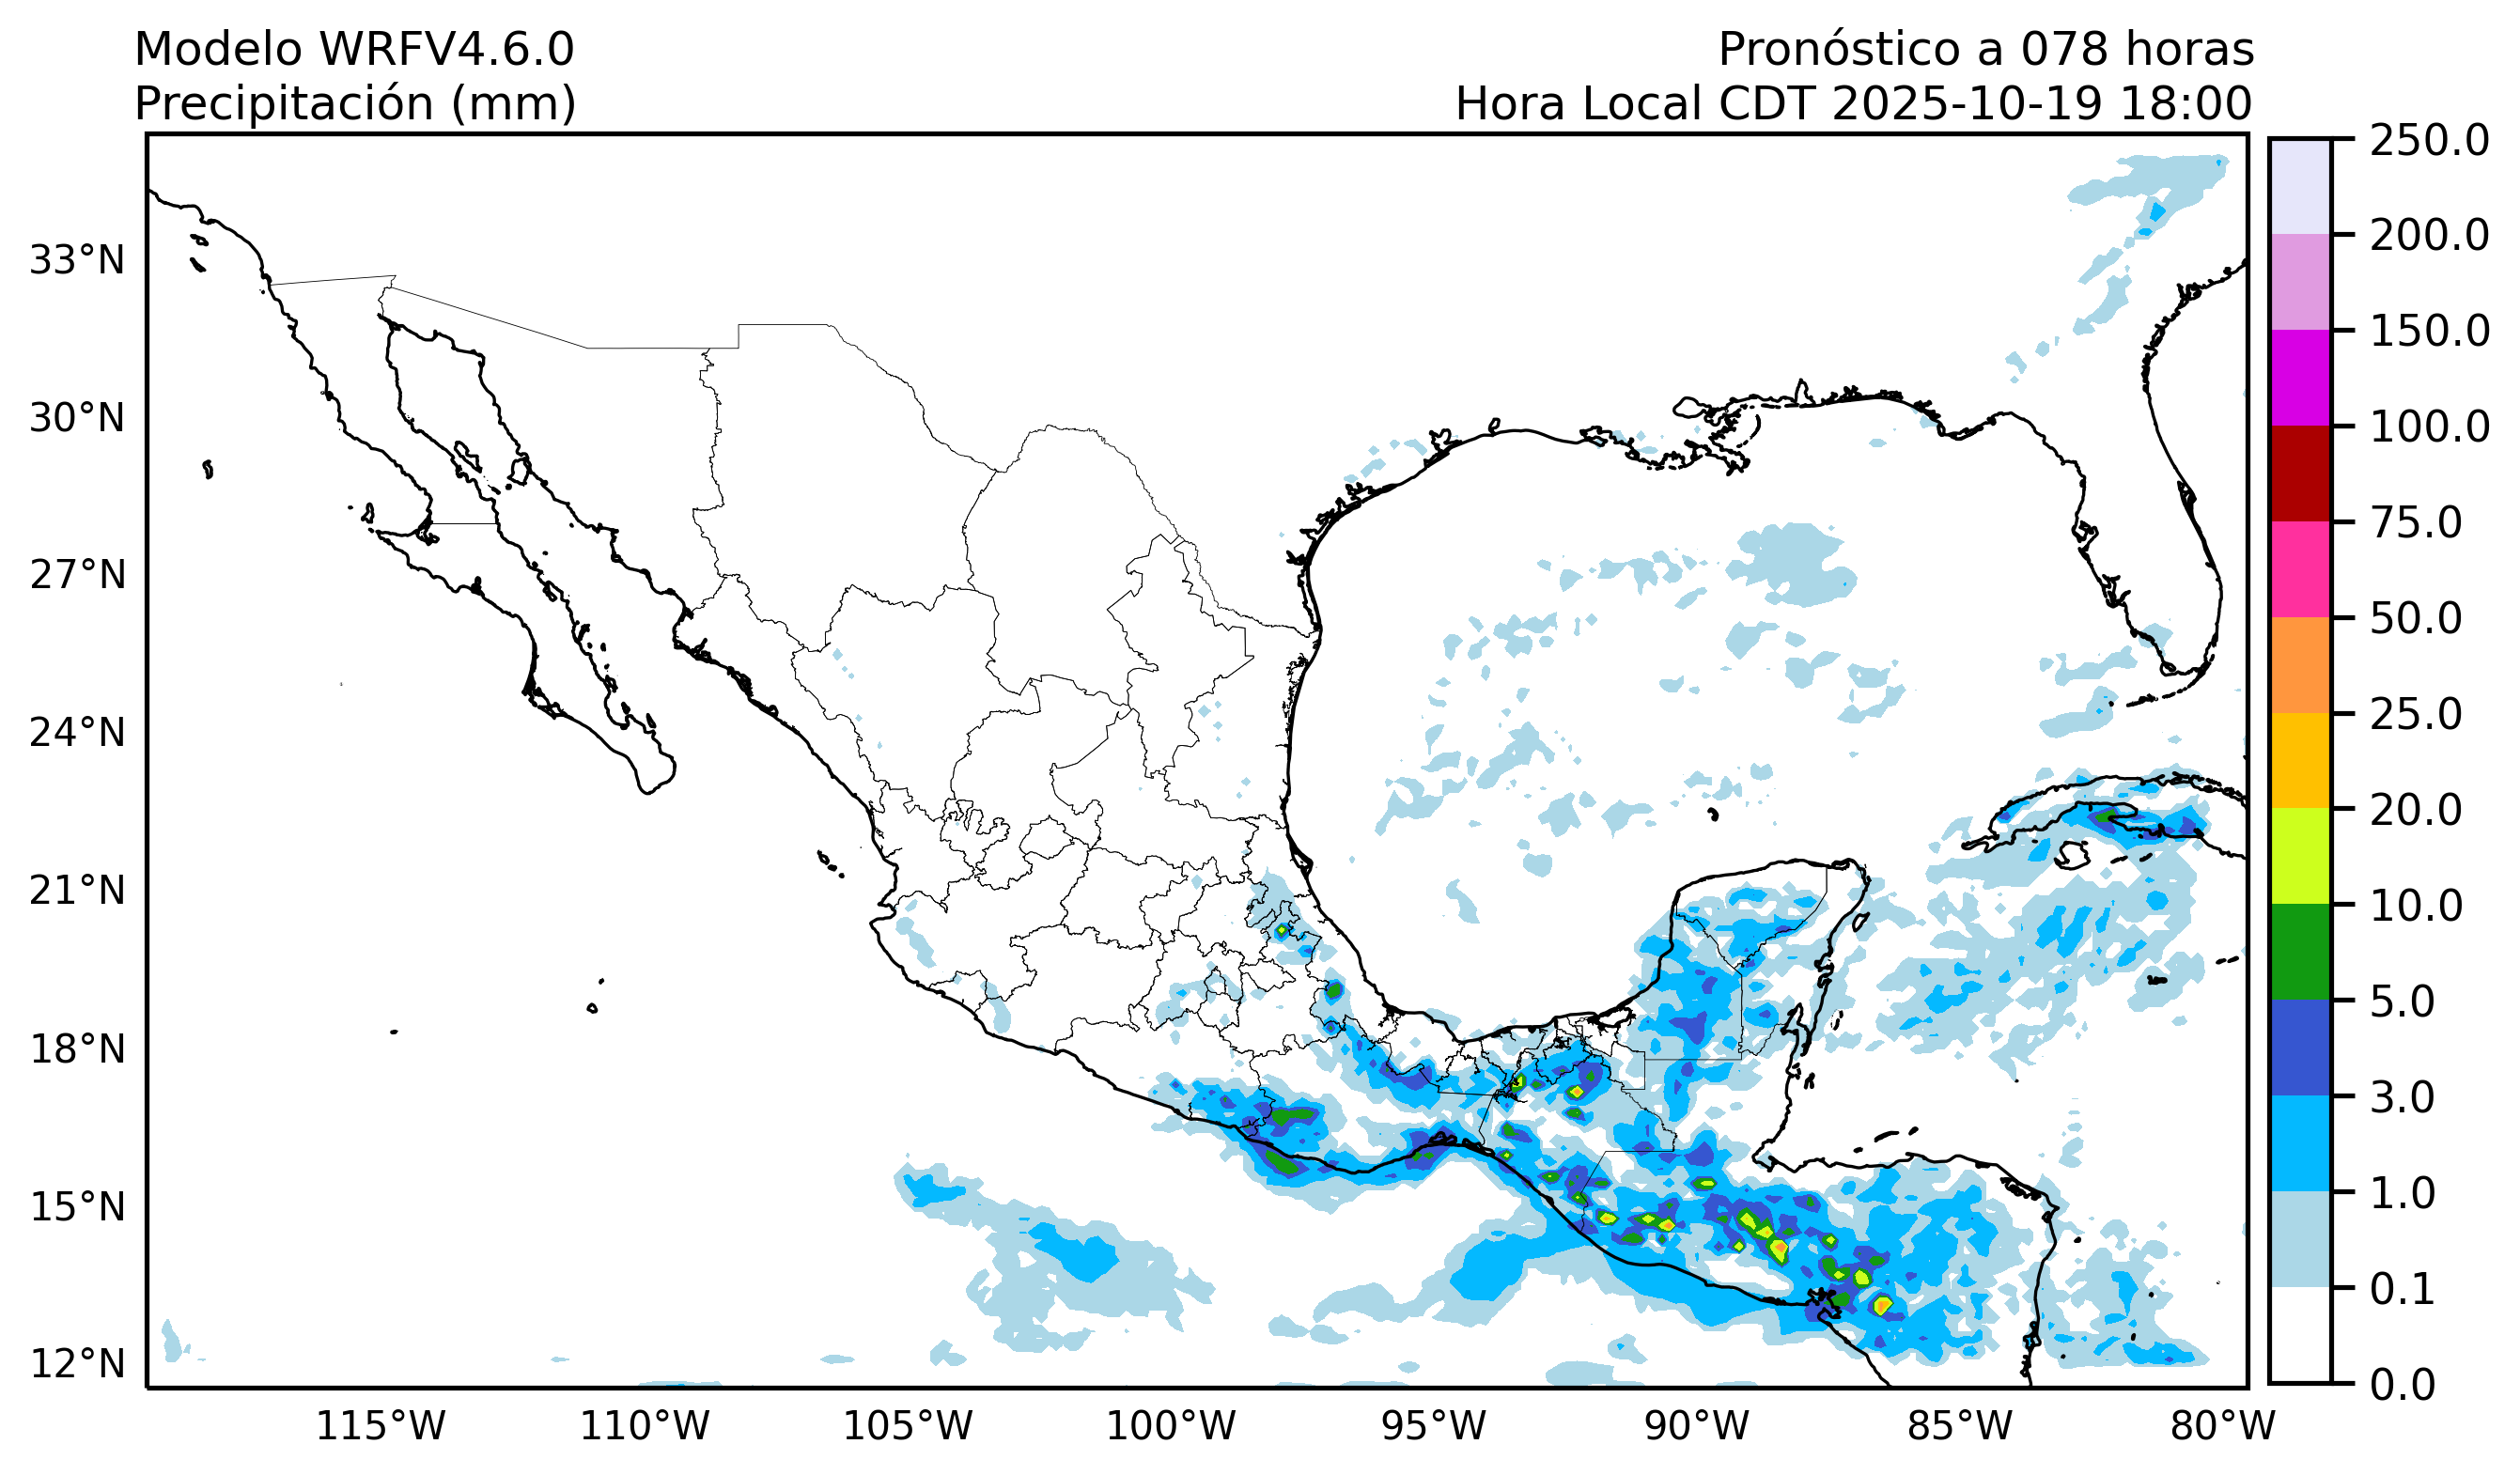 Modelo WRFV4.6.0
Precipitación (mm)
Pronóstico a 078 horas
Hora Local CDT 2025-10-19 18:00
33°N
30°N
27°N
24°N
21°N
18°N
15°N
12°N
115°W
110°W
105°W
100°W
95°W
90°W
85°W
80°W
250.0
200.0
150.0
100.0
75.0
50.0
25.0
20.0
10.0
5.0
3.0
1.0
0.1
0.0